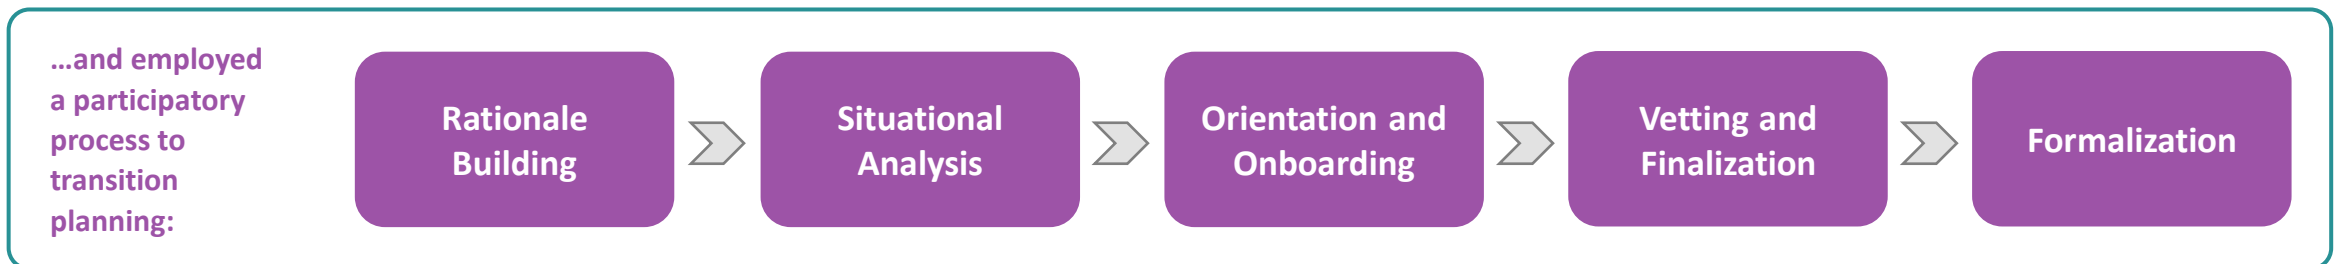 …and employed
a participatory
process to
transition
planning:
Rationale
Building
Situational
Analysis
Orientation and
Onboarding
Vetting and
Finalization
Formalization